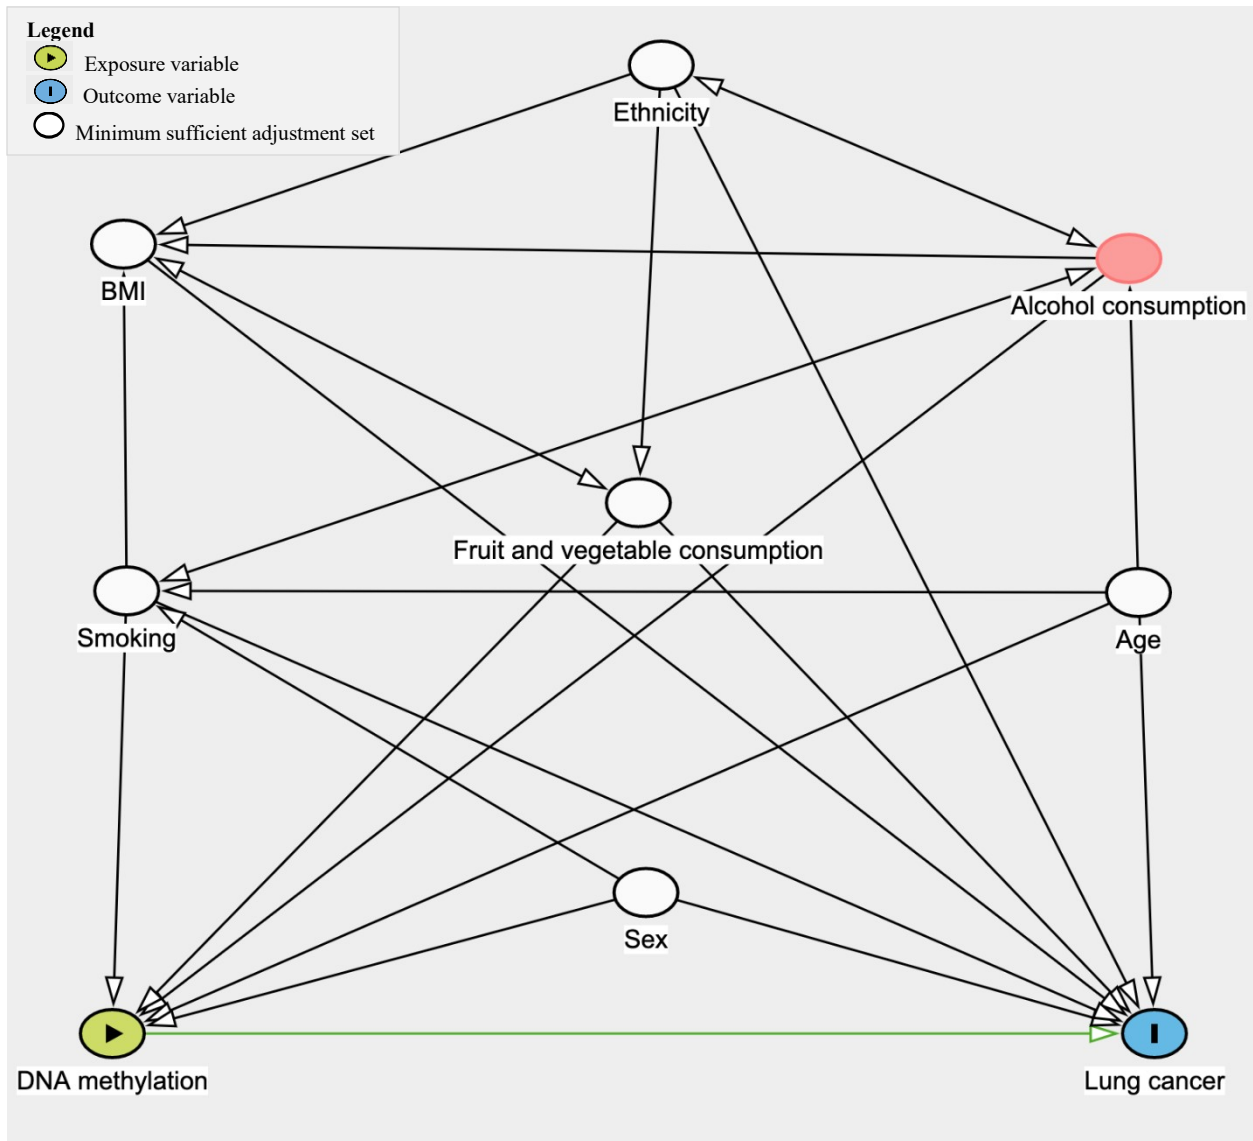 Legend
Exposure variable
Outcome variable
Minimum sufficient adjustment set
Ethnicity
BMI
Alcohol consumption
Fruit and vegetable consumption
Smoking
Age
Sex
DNA methylation
Lung cancer